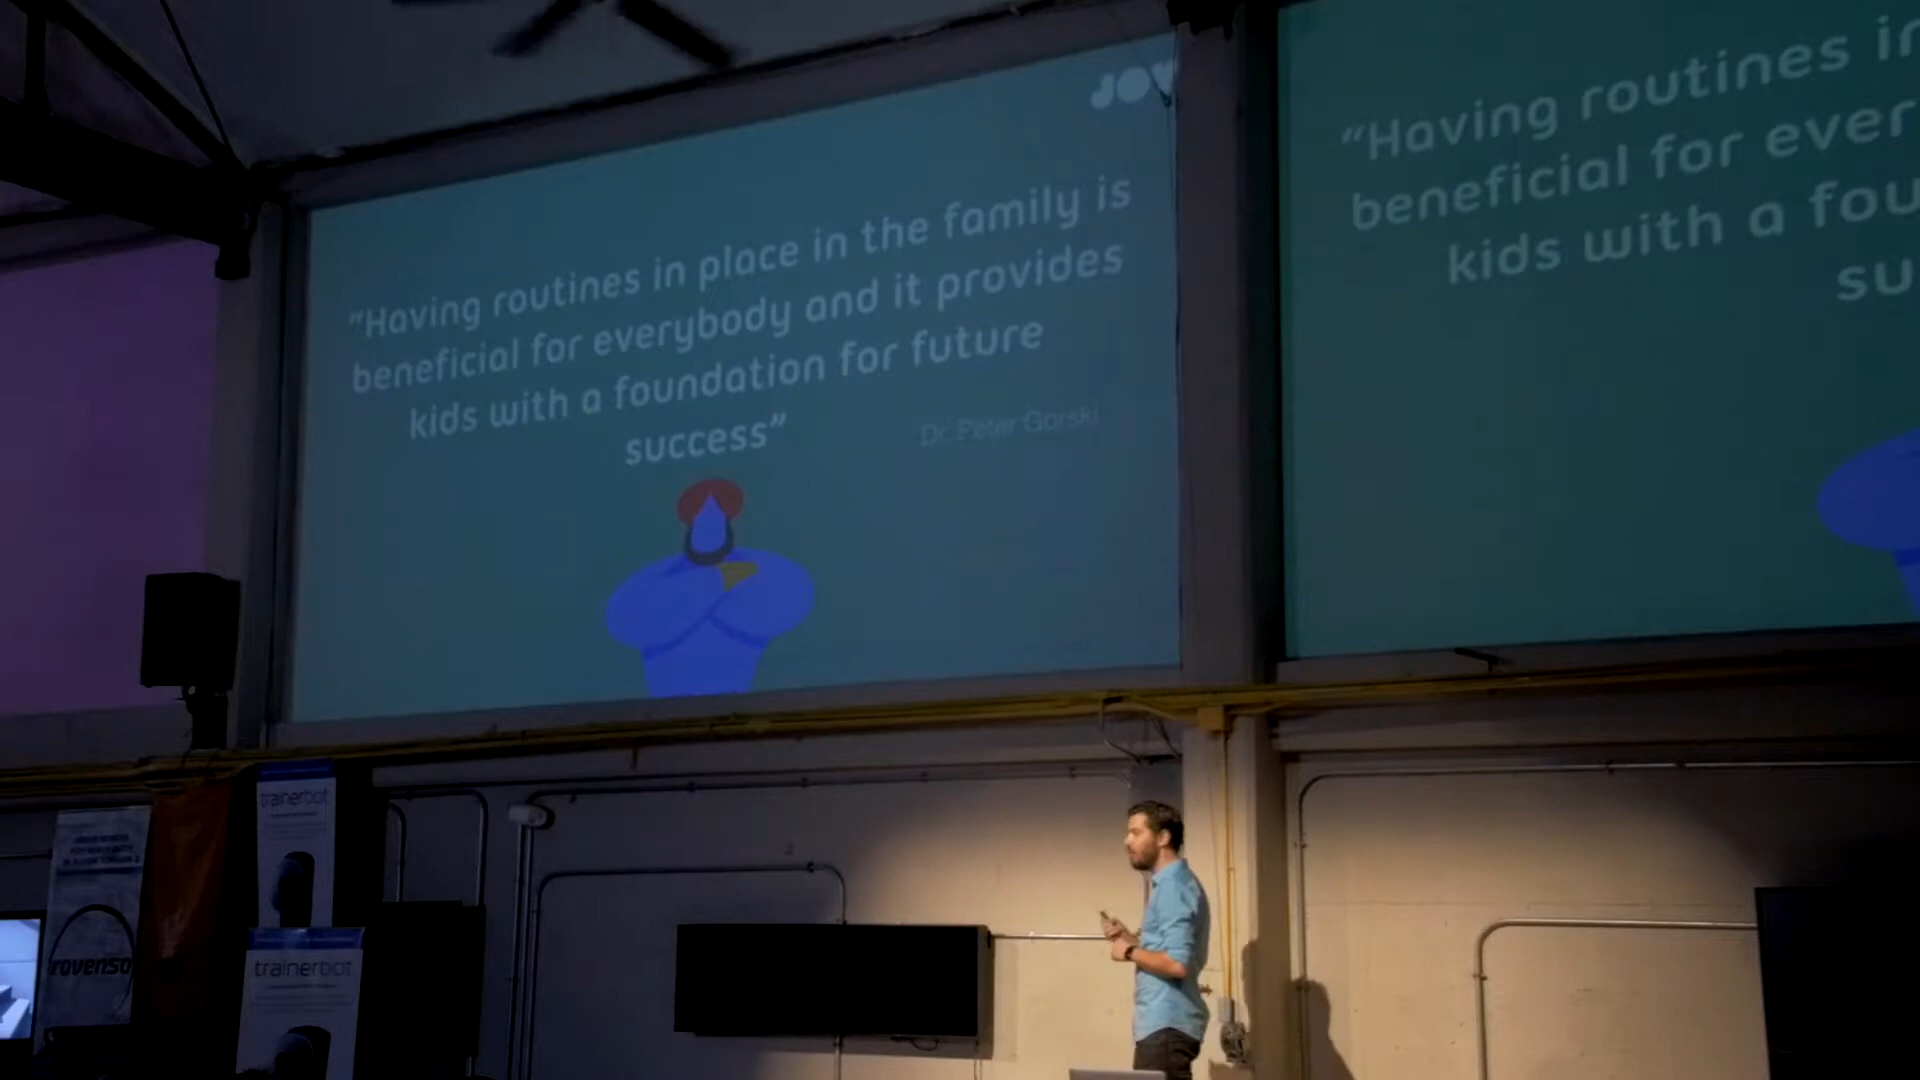 JOY
"Having routines in place in the family is
beneficial for everybody and it provides
kids with a foundation for future
success"
Dr. Peter Gorski
"Having routines in
beneficial for ever
kids with a fou
su
trainerbot
trainerbot
rovenso